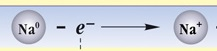 Na⁰ – e⁻ ⟶ Na⁺